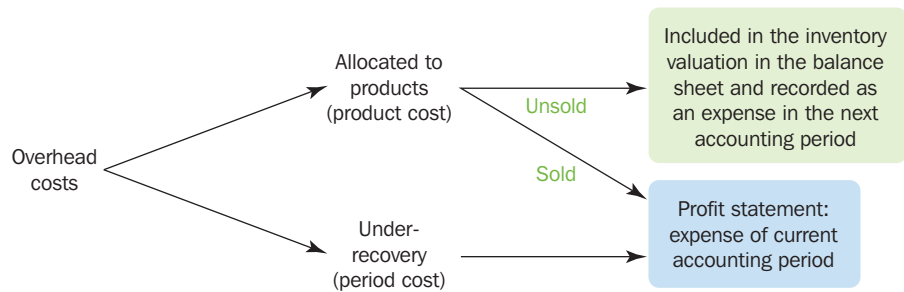 Overhead
costs
Allocated to
products
(product cost)
Unsold
Sold
Included in the inventory
valuation in the balance
sheet and recorded as
an expense in the next
accounting period
Under-
recovery
(period cost)
Profit statement:
expense of current
accounting period